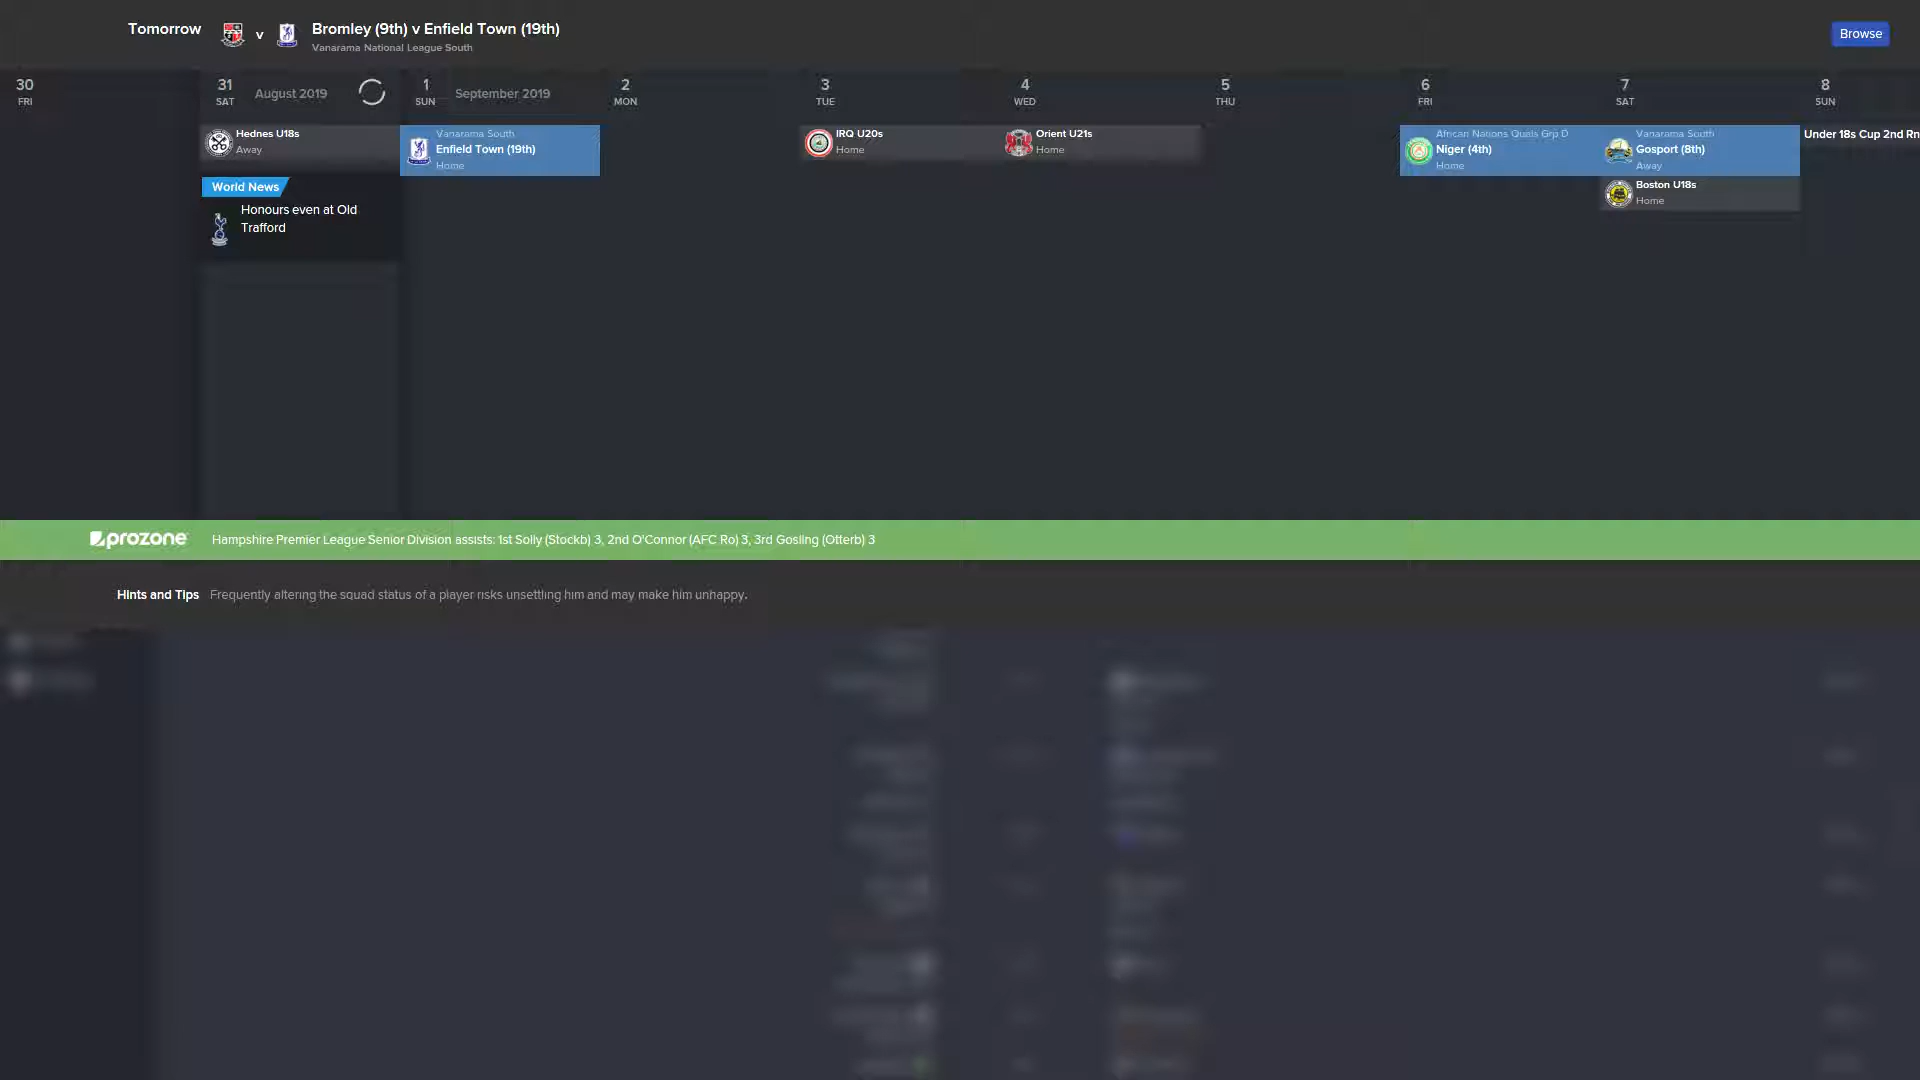 Tomorrow
v
Bromley (9th) v Enfield Town (19th)
Vanarama National League South
Browse
30
FRI
31
SAT
August 2019
1
SUN
September 2019
2
MON
3
TUE
4
WED
5
THU
6
FRI
7
SAT
8
SUN
Hednes U18s
Away
Vanarama South
Enfield Town (19th)
Home
IRQ U20s
Home
Orient U21s
Home
African Nations Quals Grp D
Niger (4th)
Home
Vanarama South
Gosport (8th)
Away
Boston U18s
Home
Under 18s Cup 2nd Rn
World News
Honours even at Old
Trafford
prozone
Hampshire Premier League Senior Division assists: 1st Solly (Stockb) 3, 2nd O'Connor (AFC Ro) 3, 3rd Gosling (Otterb) 3
Hints and Tips
Frequently altering the squad status of a player risks unsettling him and may make him unhappy.